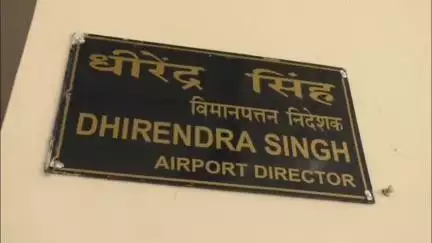 धीरेंद्र सिंह
विमानपत्तन निदेशक
DHIRENDRA SINGH
AIRPORT DIRECTOR